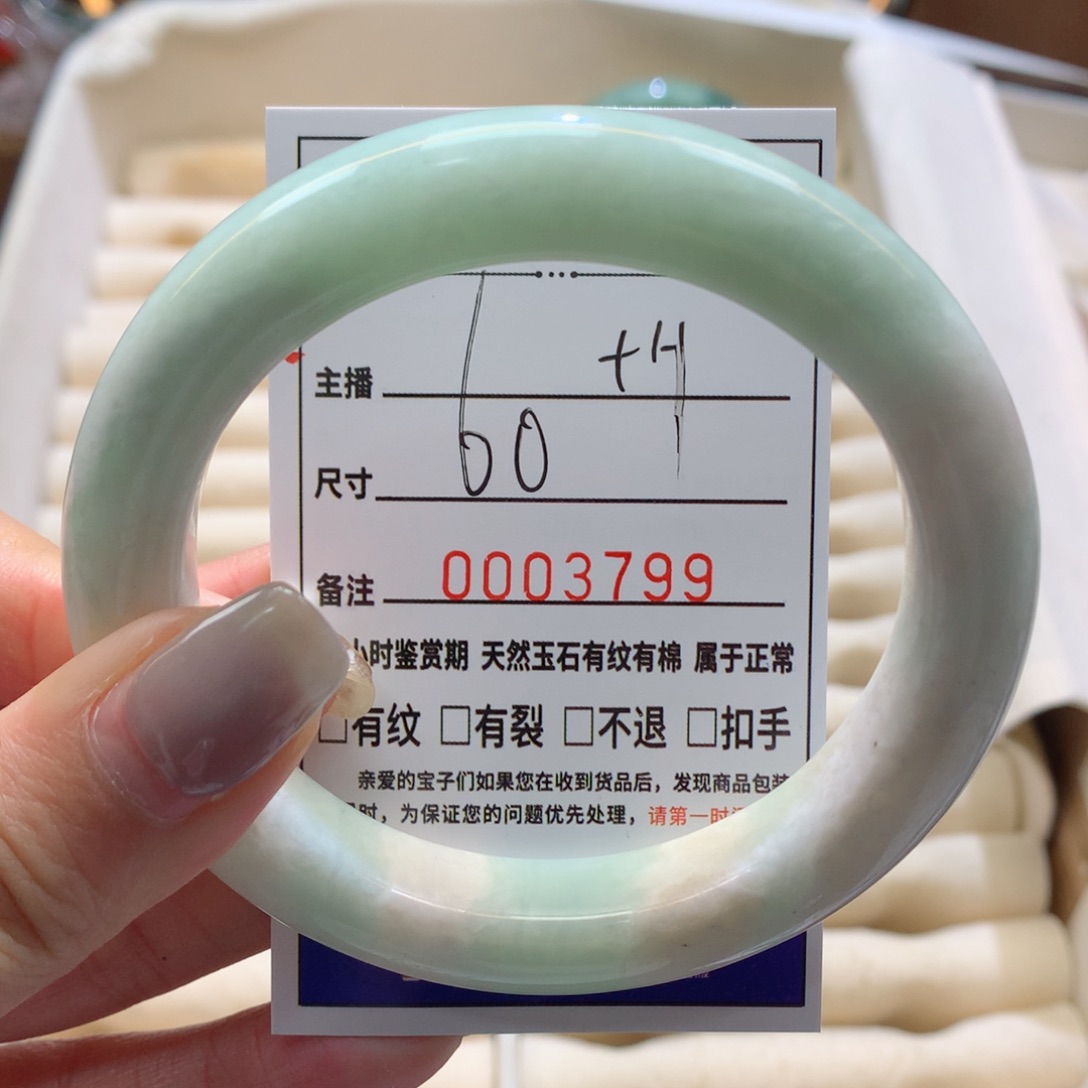 主播
尺寸 60
备注 0003799
小时鉴赏期 天然玉石有纹有棉 属于正常
□有纹 □有裂 □不退 □扣手
亲爱的宝子们如果您在收到货品后,发现商品包装
时,为保证您的问题优先处理,请第一时